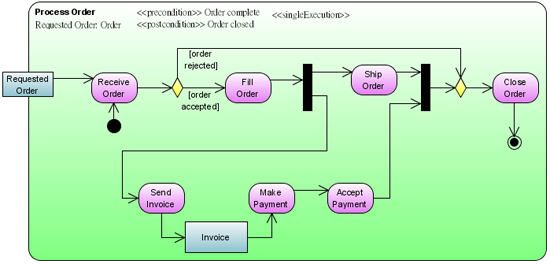 Process Order <<precondition>> Order complete <<singleExecution>>
Requested Order: Order <<postcondition>> Order closed
[order
rejected]
Requested
Order
Receive
Order
Fill
Order
Ship
Order
Close
Order
[order
accepted]
Send
Invoice
Make
Payment
Accept
Payment
Invoice